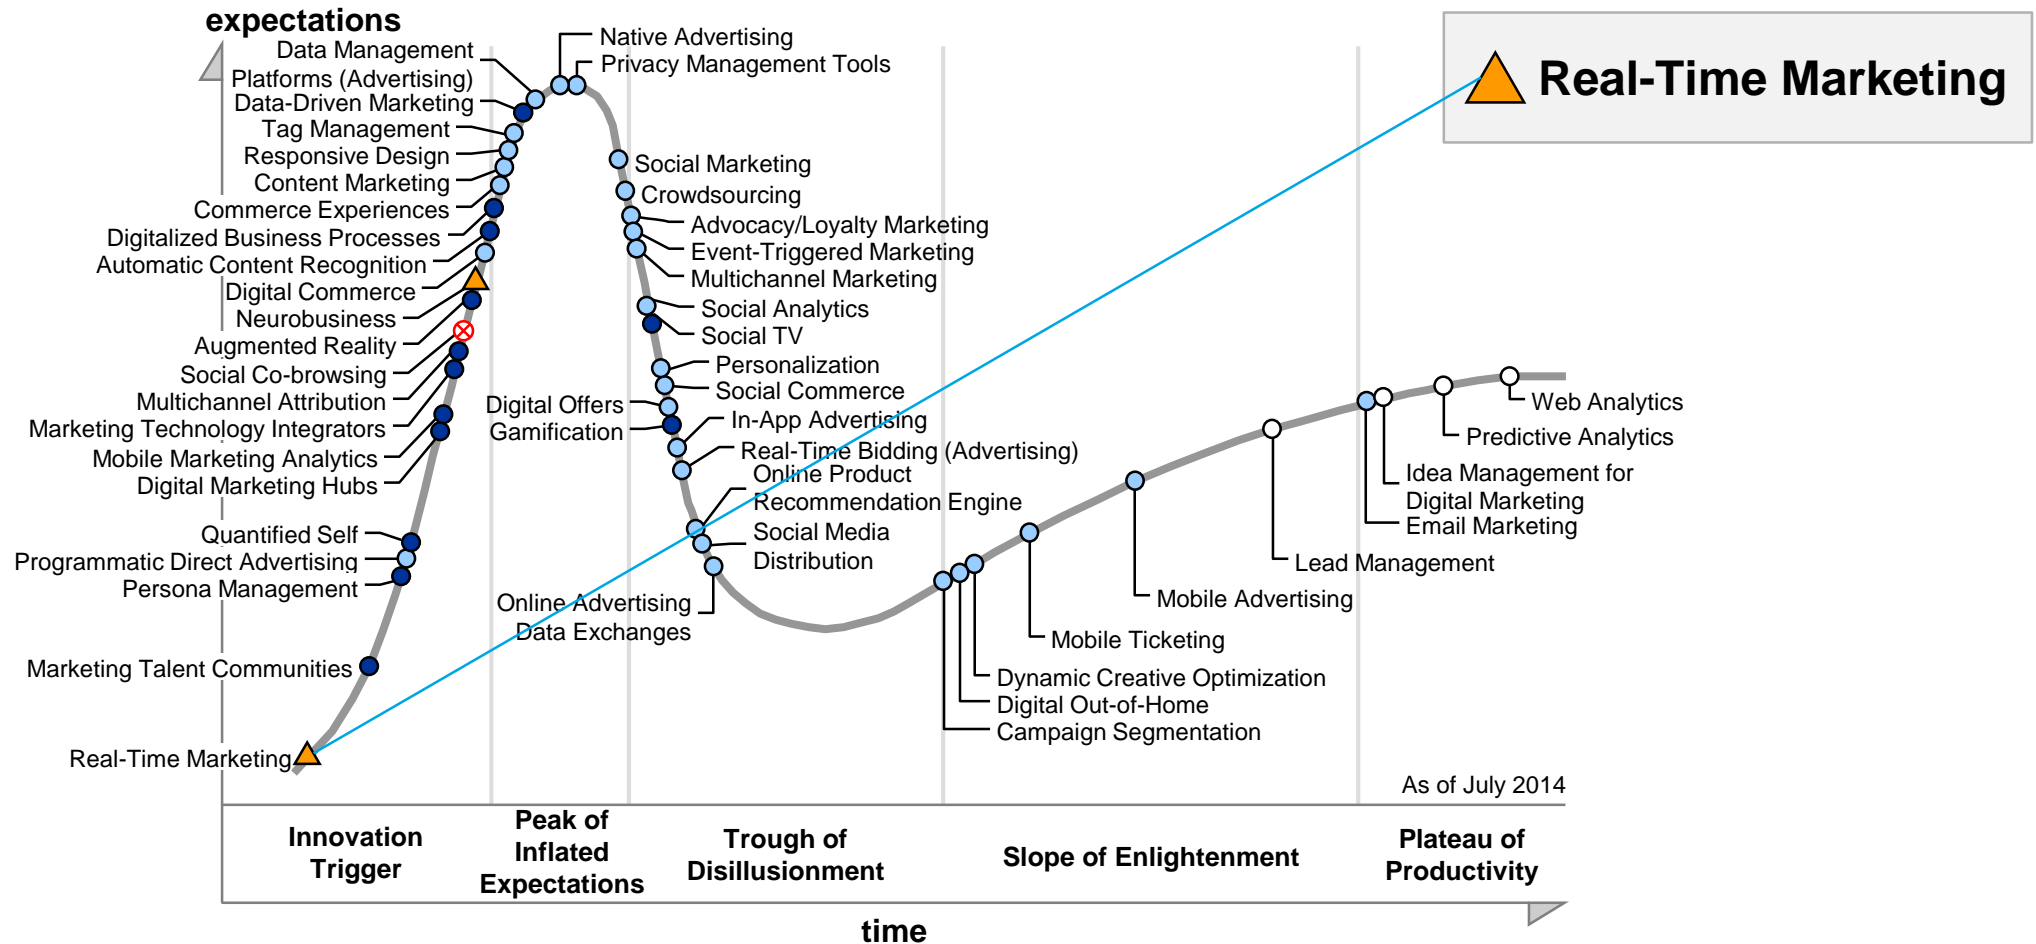 expectations
Real-Time Marketing
Data Management
Platforms (Advertising)
Data-Driven Marketing
Tag Management
Responsive Design
Content Marketing
Commerce Experiences
Digitalized Business Processes
Automatic Content Recognition
Digital Commerce
Neurobusiness
Augmented Reality
Social Co-browsing
Multichannel Attribution
Marketing Technology Integrators
Mobile Marketing Analytics
Digital Marketing Hubs
Quantified Self
Programmatic Direct Advertising
Persona Management
Marketing Talent Communities
Real-Time Marketing
Native Advertising
Privacy Management Tools
Social Marketing
Crowdsourcing
Advocacy/Loyalty Marketing
Event-Triggered Marketing
Multichannel Marketing
Social Analytics
Social TV
Personalization
Social Commerce
Digital Offers
Gamification
In-App Advertising
Real-Time Bidding (Advertising)
Online Product
Recommendation Engine
Social Media
Distribution
Online Advertising
Data Exchanges
Web Analytics
Predictive Analytics
Idea Management for
Digital Marketing
Email Marketing
Lead Management
Mobile Advertising
Mobile Ticketing
Dynamic Creative Optimization
Digital Out-of-Home
Campaign Segmentation
As of July 2014
Innovation
Trigger
Peak of
Inflated
Expectations
Trough of
Disillusionment
Slope of Enlightenment
Plateau of
Productivity
time